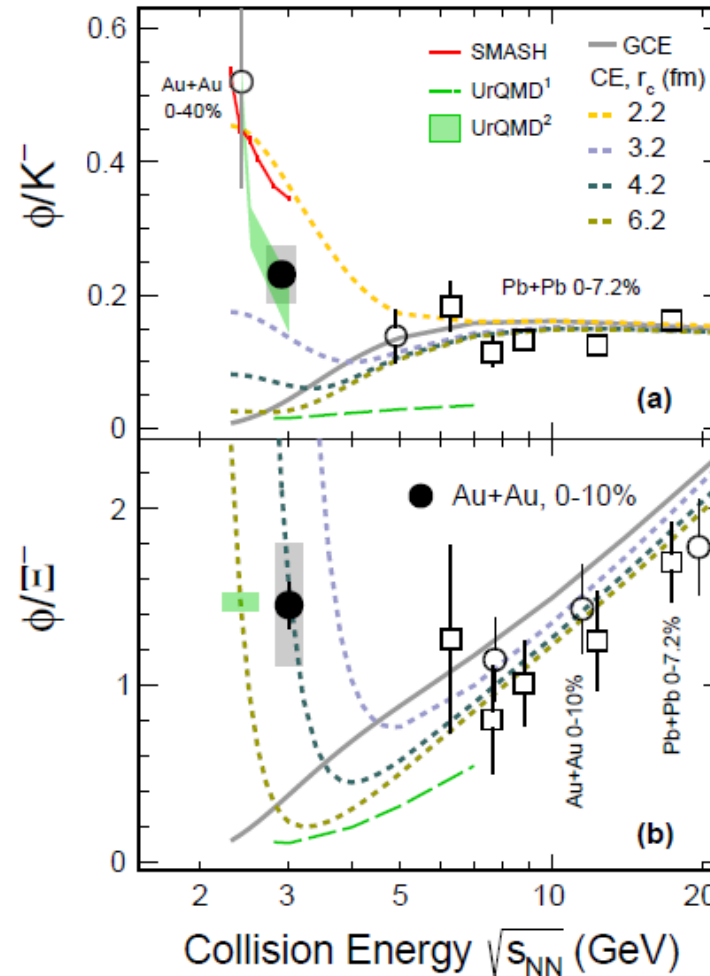 0.6
0.4
0.2
0
ϕ/K⁻
Au+Au
0-40%
SMASH
UrQMD¹
UrQMD²
GCE
CE, r_c (fm)
2.2
3.2
4.2
6.2
Pb+Pb 0-7.2%
(a)
2
1
0
ϕ/Ξ⁻
Au+Au, 0-10%
Au+Au 0-10%
Pb+Pb 0-7.2%
(b)
2 3 5 10 20
Collision Energy √s_NN (GeV)